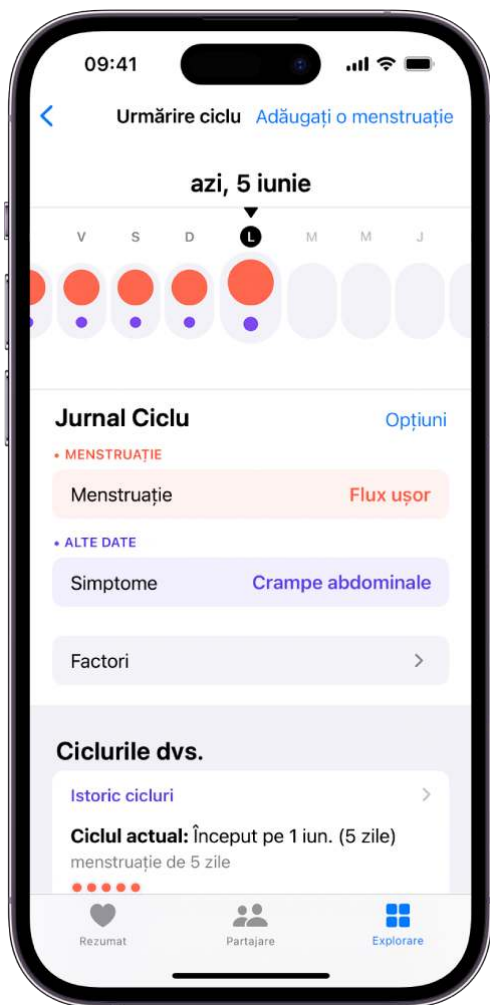 09:41
Urmărire ciclu Adăugați o menstruație
azi, 5 iunie
V S D L M M J
Jurnal Ciclu Opțiuni
• MENSTRUAȚIE
Menstruație Flux ușor
• ALTE DATE
Simptome Crampe abdominale
Factori
Ciclurile dvs.
Istoric cicluri
Ciclul actual: Început pe 1 iun. (5 zile)
menstruație de 5 zile
Rezumat Partajare Explorare